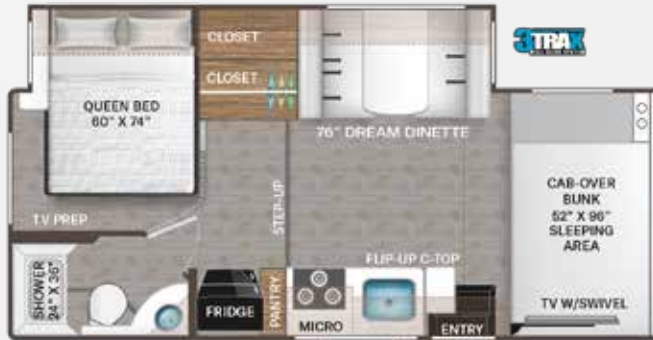 3TRAX
CLOSET
CLOSET
QUEEN BED
60" X 74"
76" DREAM DINETTE
CAB-OVER
BUNK
52" X 96"
SLEEPING
AREA
STEP-UP
TV PREP
FLIP-UP C-TOP
SHOWER
24" X 36"
FRIDGE
PANTRY
MICRO
ENTRY
TV W/SWIVEL